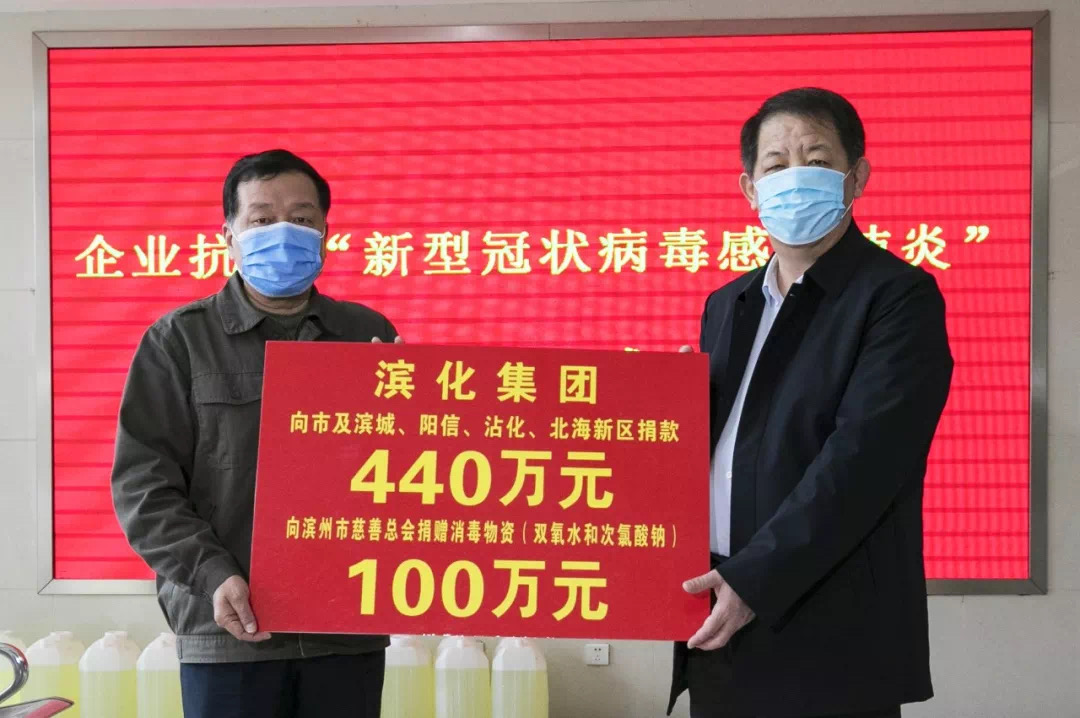 企业抗 “新型冠状病毒感 肺炎”
滨化集团
向市及滨城、阳信、沾化、北海新区捐款
440万元
向滨州市慈善总会捐赠消毒物资（双氧水和次氯酸钠）
100万元